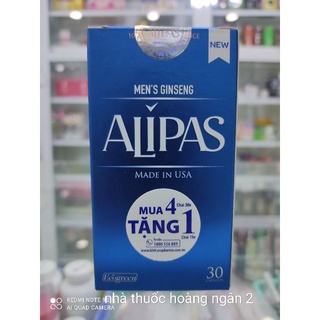 NEW
MEN'S GINSENG
ALIPAS
MADE IN USA
MUA 4
TẶNG 1
Ecogreen
30
REDMI NOTE
AI QUAD CAMERA
nhà thuốc hoàng ngân 2